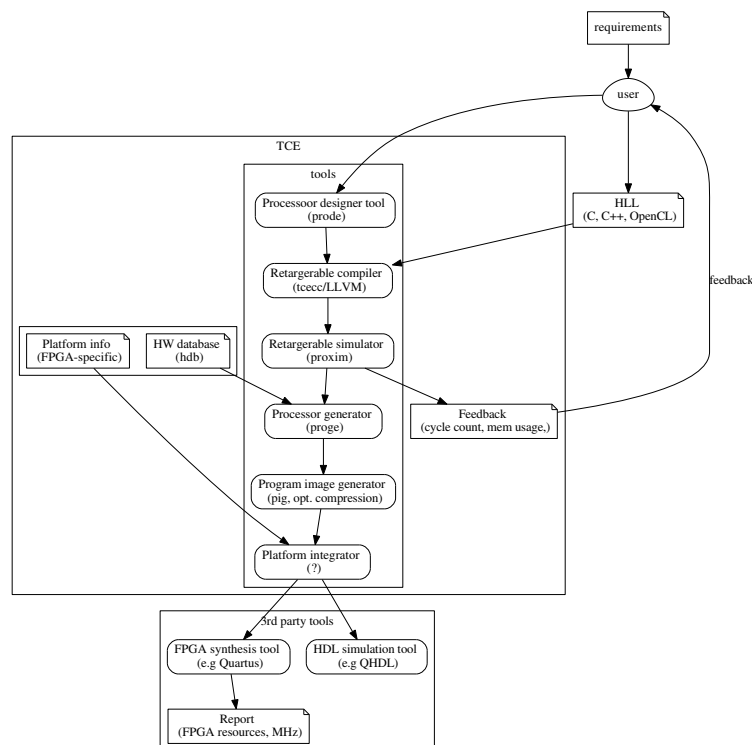 requirements
user
TCE
tools
Processoor designer tool
(prode)
HLL
(C, C++, OpenCL)
Retargerable compiler
(tcecc/LLVM)
feedback
Platform info
(FPGA-specific)
HW database
(hdb)
Retargerable simulator
(proxim)
Processor generator
(proge)
Feedback
(cycle count, mem usage,)
Program image generator
(pig, opt. compression)
Platform integrator
(?)
3rd party tools
FPGA synthesis tool
(e.g Quartus)
HDL simulation tool
(e.g QHDL)
Report
(FPGA resources, MHz)